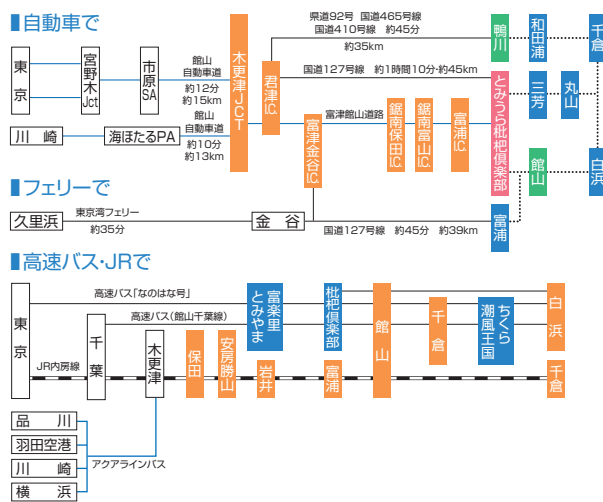 ■自動車で
県道92号 国道465号線
国道410号線 約45分
約35km
東京
宮野木Jct
市原SA
館山
自動車道
約12分
約15km
木更津JCT
君津I.C.
国道127号線 約1時間10分・約45km
鴨川
和田浦
千倉
とみうら枇杷倶楽部
三芳
丸山
川崎
海ほたるPA
館山
自動車道
約10分
約13km
富津金谷I.C.
富津館山道路
鋸南保田I.C.
鋸南富山I.C.
富浦I.C.
館山
白浜
■フェリーで
久里浜
東京湾フェリー
約35分
金谷
国道127号線 約45分 約39km
富浦
■高速バス・JRで
東京
高速バス「なのはな号」
高速バス(館山千葉線)
JR内房線
千葉
木更津
保田
安房勝山
富楽里とみやま
岩井
枇杷倶楽部
富浦
館山
千倉
ちくら潮風王国
白浜
千倉
品川
羽田空港
川崎
横浜
アクアラインバス